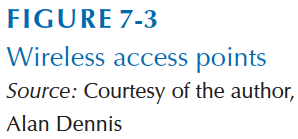 FIGURE 7-3
Wireless access points
Source: Courtesy of the author,
Alan Dennis